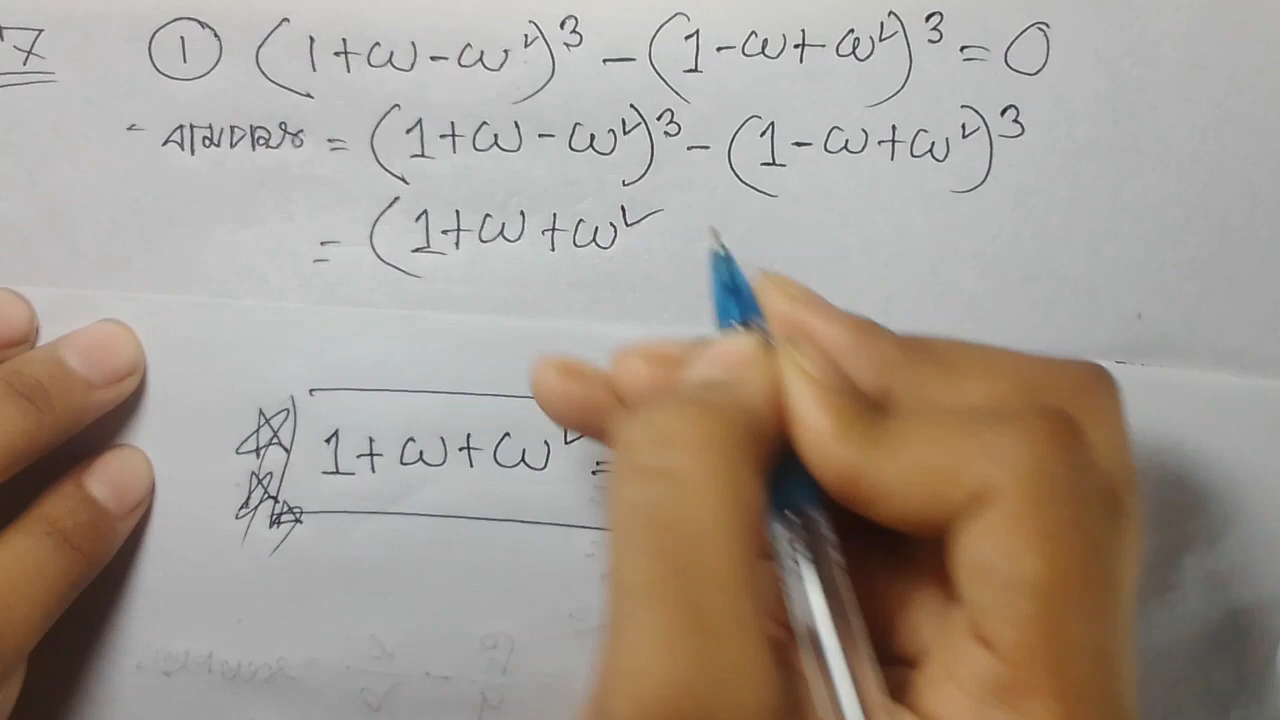 7 ① (1+ω-ω²)³ - (1-ω+ω²)³ = 0
বামপক্ষ = (1+ω-ω²)³ - (1-ω+ω²)³
= (1+ω+ω²
1+ω+ω² =